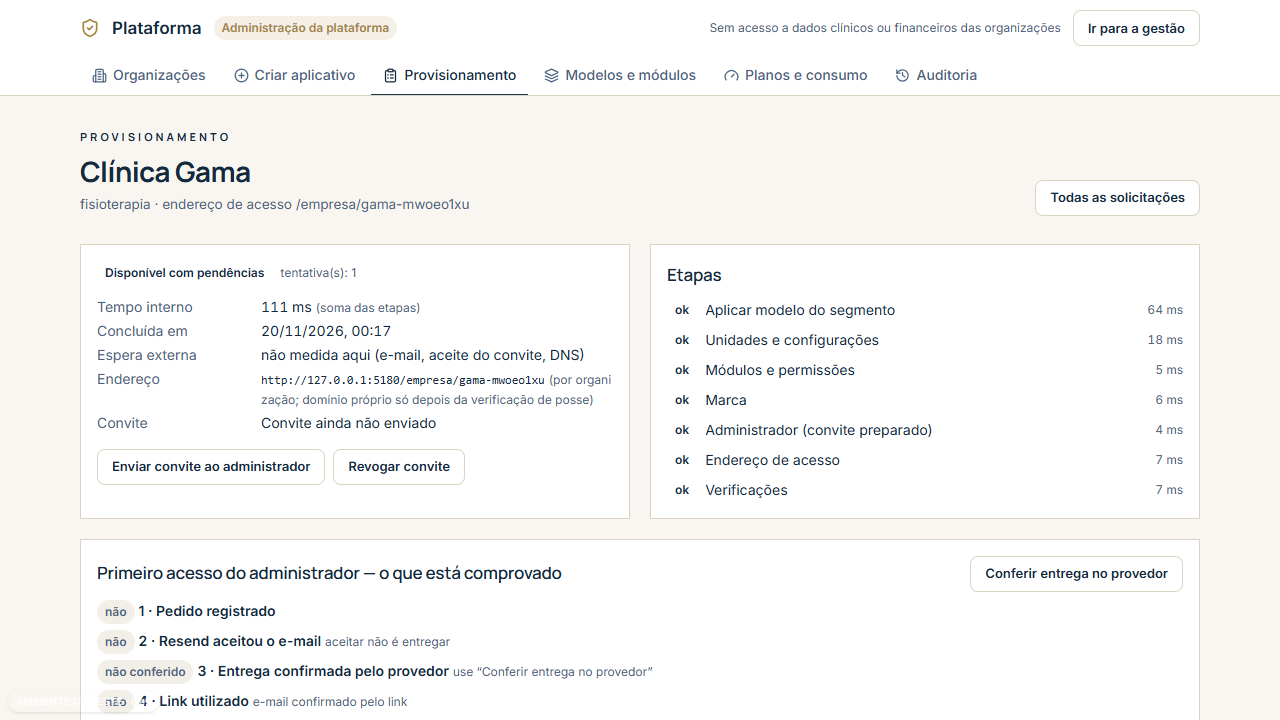 Plataforma
Administração da plataforma
Sem acesso a dados clínicos ou financeiros das organizações
Ir para a gestão
Organizações
Criar aplicativo
Provisionamento
Modelos e módulos
Planos e consumo
Auditoria
PROVISIONAMENTO
Clínica Gama
fisioterapia · endereço de acesso /empresa/gama-mwoeo1xu
Todas as solicitações
Disponível com pendências tentativa(s): 1
Tempo interno 111 ms (soma das etapas)
Concluída em 20/11/2026, 00:17
Espera externa não medida aqui (e-mail, aceite do convite, DNS)
Endereço http://127.0.0.1:5180/empresa/gama-mwoeo1xu (por organi
zação; domínio próprio só depois da verificação de posse)
Convite Convite ainda não enviado
Enviar convite ao administrador
Revogar convite
Etapas
ok Aplicar modelo do segmento 64 ms
ok Unidades e configurações 18 ms
ok Módulos e permissões 5 ms
ok Marca 6 ms
ok Administrador (convite preparado) 4 ms
ok Endereço de acesso 7 ms
ok Verificações 7 ms
Primeiro acesso do administrador — o que está comprovado
Conferir entrega no provedor
não 1 · Pedido registrado
não 2 · Resend aceitou o e-mail aceitar não é entregar
não conferido 3 · Entrega confirmada pelo provedor use “Conferir entrega no provedor”
não 4 · Link utilizado e-mail confirmado pelo link